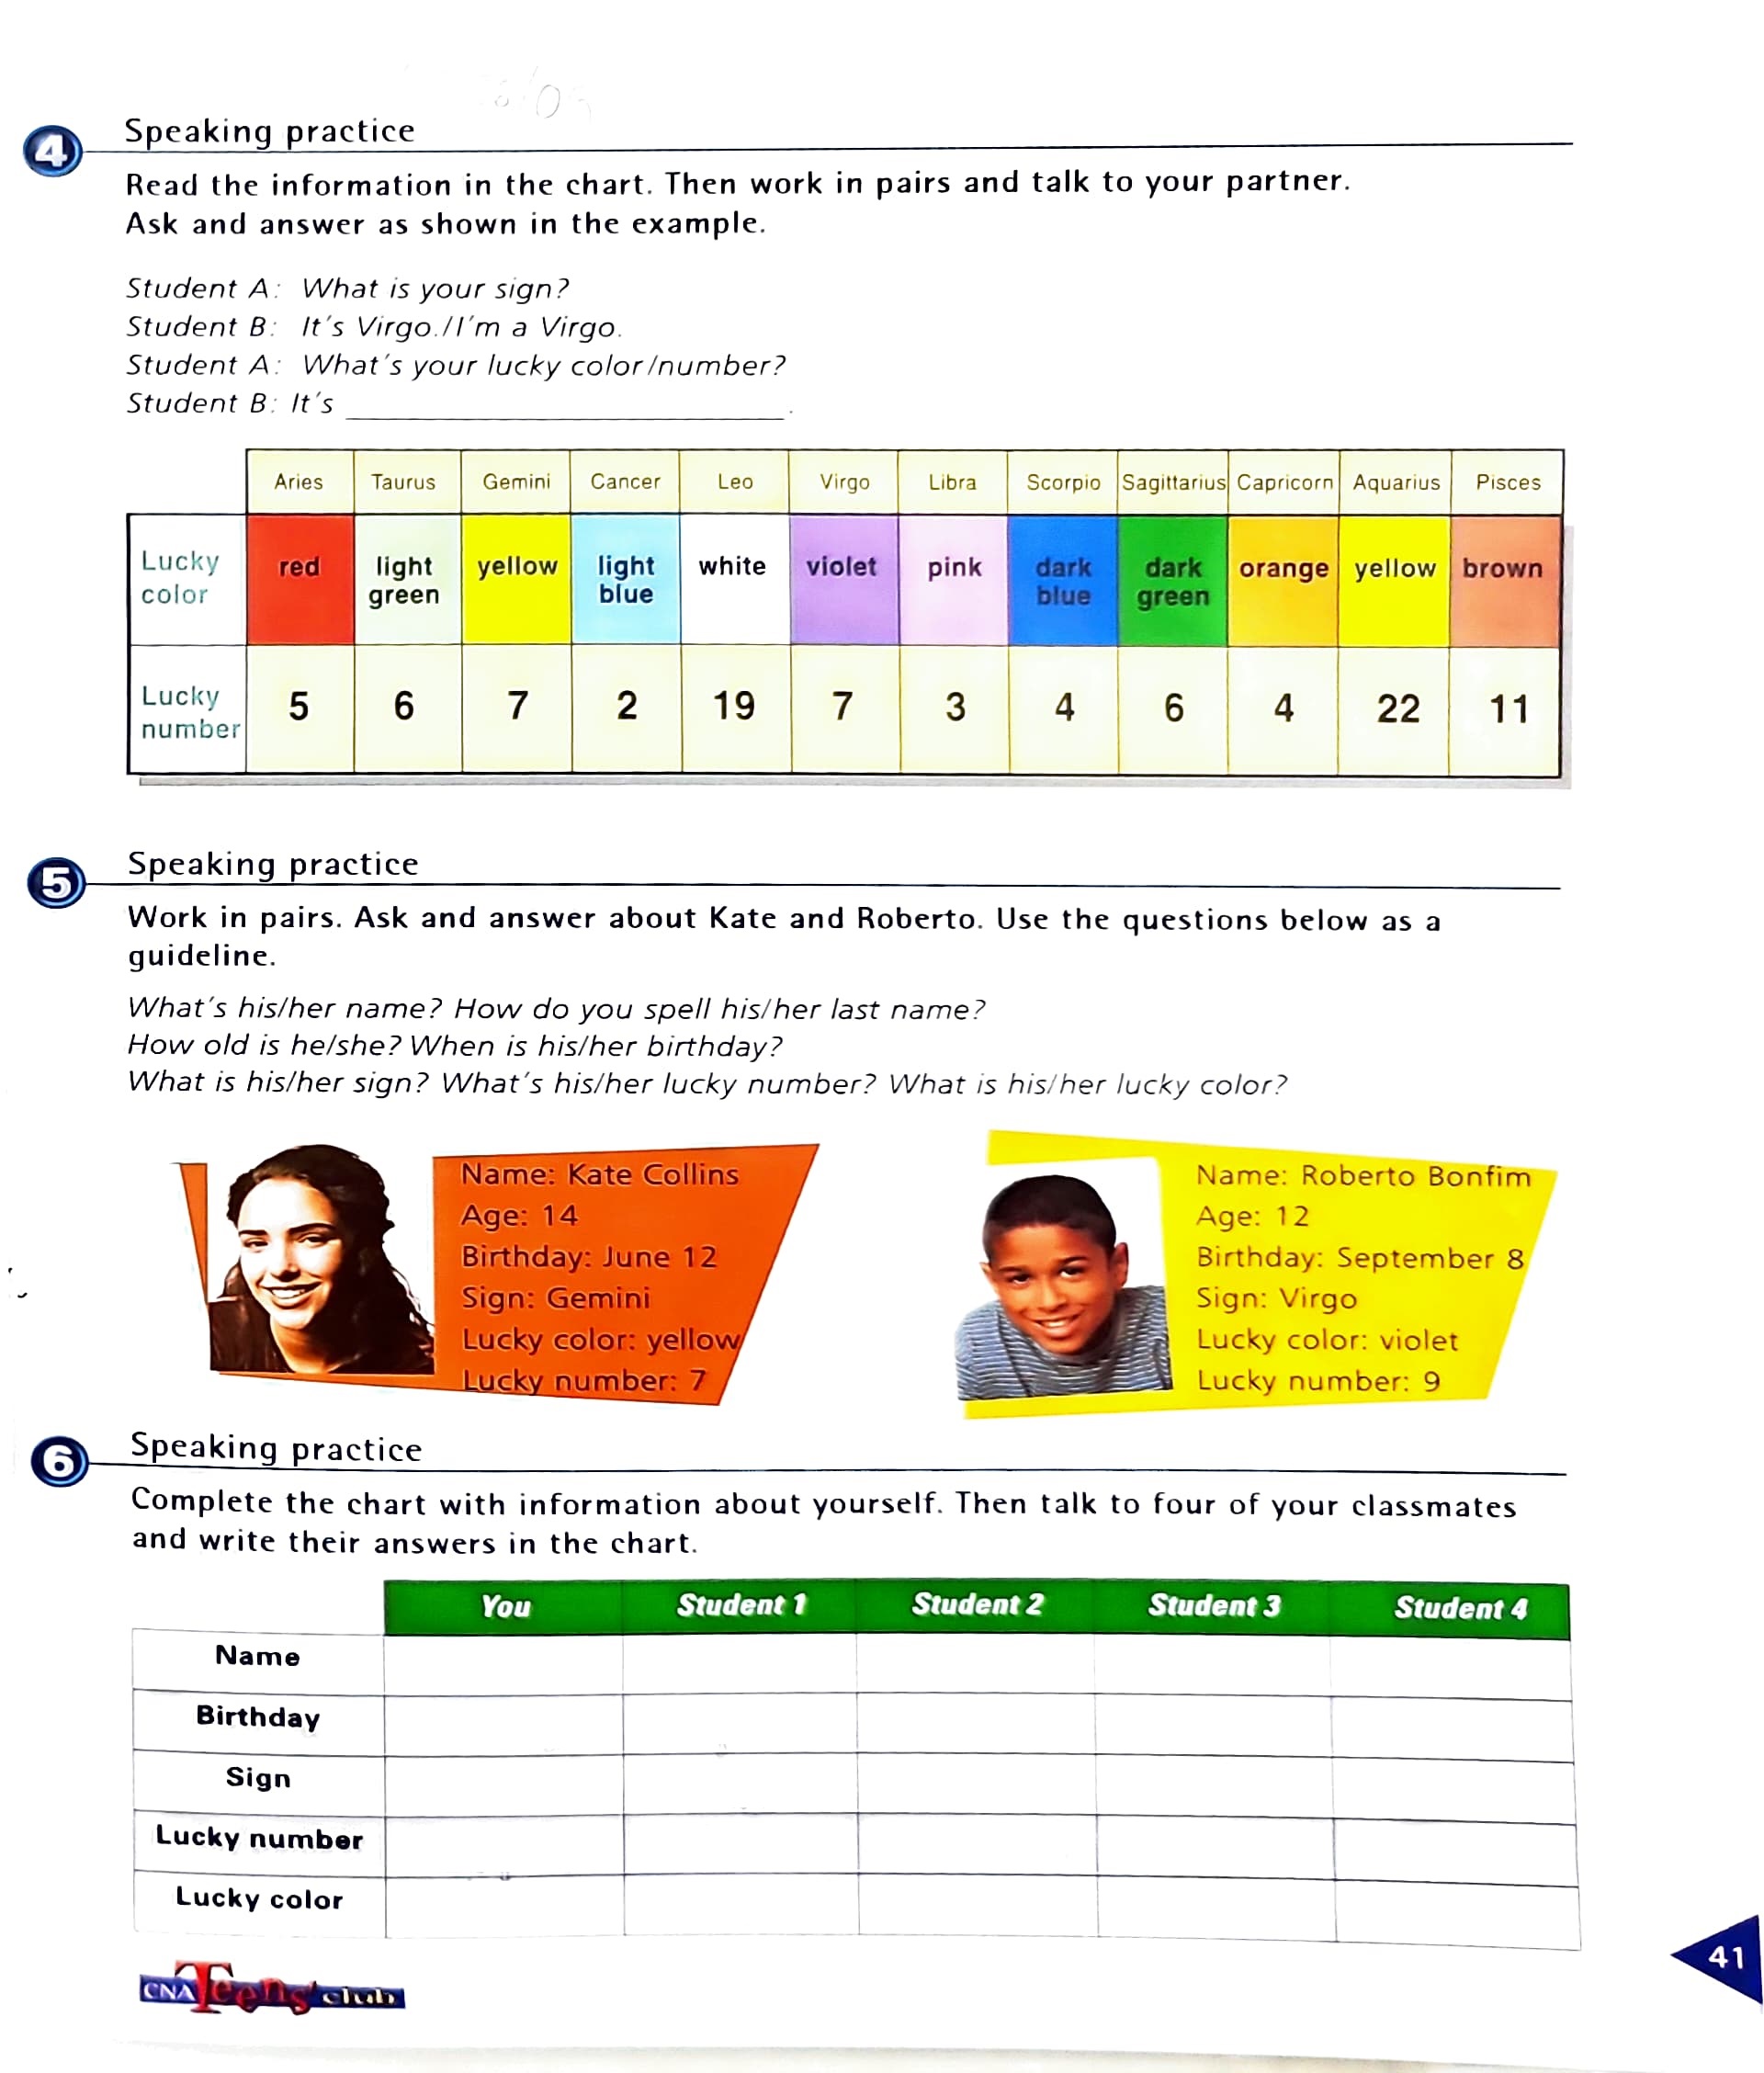 4 Speaking practice
Read the information in the chart. Then work in pairs and talk to your partner.
Ask and answer as shown in the example.
Student A: What is your sign?
Student B: It's Virgo./I'm a Virgo.
Student A: What's your lucky color/number?
Student B: It's ______________________.
Aries Taurus Gemini Cancer Leo Virgo Libra Scorpio Sagittarius Capricorn Aquarius Pisces
Lucky color red light green yellow light blue white violet pink dark blue dark green orange yellow brown
Lucky number 5 6 7 2 19 7 3 4 6 4 22 11
5 Speaking practice
Work in pairs. Ask and answer about Kate and Roberto. Use the questions below as a
guideline.
What's his/her name? How do you spell his/her last name?
How old is he/she? When is his/her birthday?
What is his/her sign? What's his/her lucky number? What is his/her lucky color?
Name: Kate Collins
Age: 14
Birthday: June 12
Sign: Gemini
Lucky color: yellow
Lucky number: 7
Name: Roberto Bonfim
Age: 12
Birthday: September 8
Sign: Virgo
Lucky color: violet
Lucky number: 9
6 Speaking practice
Complete the chart with information about yourself. Then talk to four of your classmates
and write their answers in the chart.
You Student 1 Student 2 Student 3 Student 4
Name
Birthday
Sign
Lucky number
Lucky color
CNA Teens' club
41